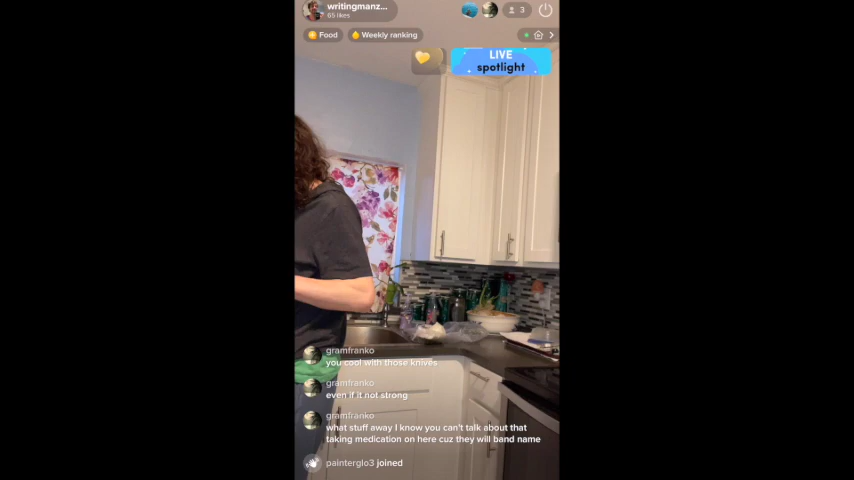 writingmanz...
65 likes
3
Food
Weekly ranking
LIVE
spotlight
gramfranko
you cool with those knives
gramfranko
even if it not strong
gramfranko
what stuff away I know you can't talk about that
taking medication on here cuz they will band name
painterglo3 joined